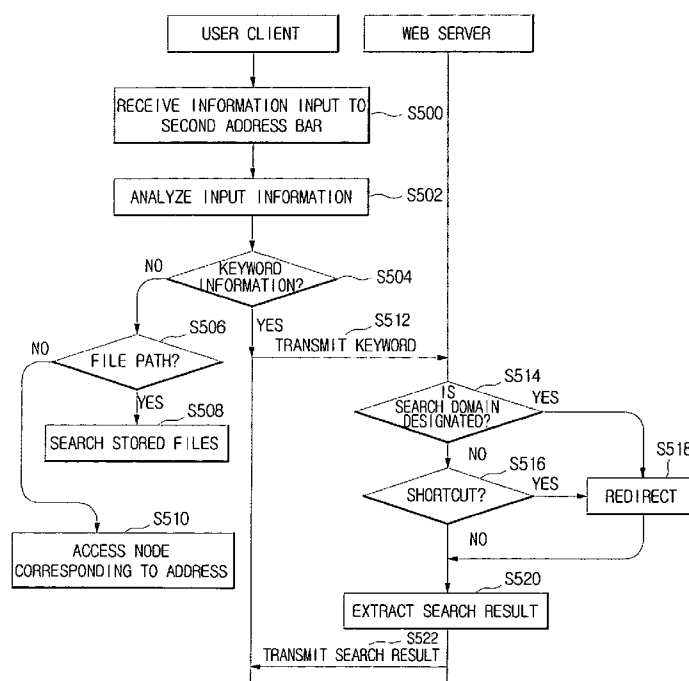 USER CLIENT
WEB SERVER
RECEIVE INFORMATION INPUT TO
SECOND ADDRESS BAR
S500
ANALYZE INPUT INFORMATION
S502
KEYWORD
INFORMATION?
S504
NO
YES
S506
FILE PATH?
NO
YES
S508
SEARCH STORED FILES
S510
ACCESS NODE
CORRESPONDING TO ADDRESS
S512
TRANSMIT KEYWORD
S514
IS
SEARCH DOMAIN
DESIGNATED?
YES
NO
S516
SHORTCUT?
YES
S518
REDIRECT
NO
S520
EXTRACT SEARCH RESULT
S522
TRANSMIT SEARCH RESULT